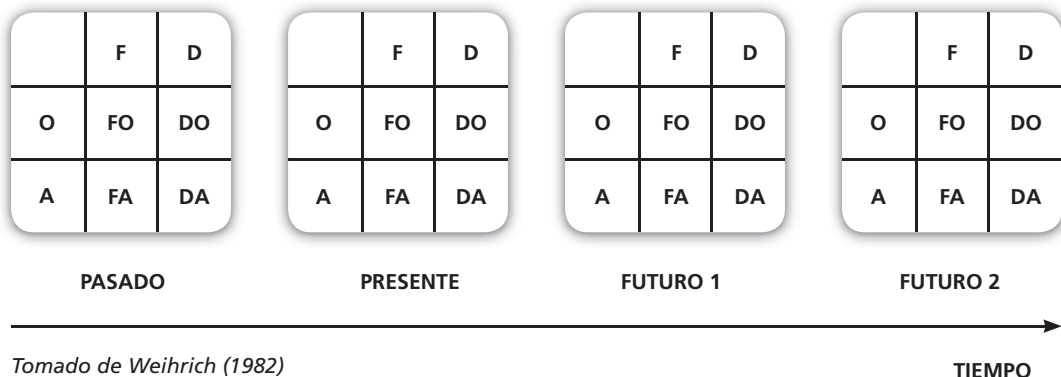 F D F D F D F D
O FO DO O FO DO O FO DO O FO DO
A FA DA A FA DA A FA DA A FA DA
PASADO PRESENTE FUTURO 1 FUTURO 2
Tomado de Weihrich (1982)
TIEMPO